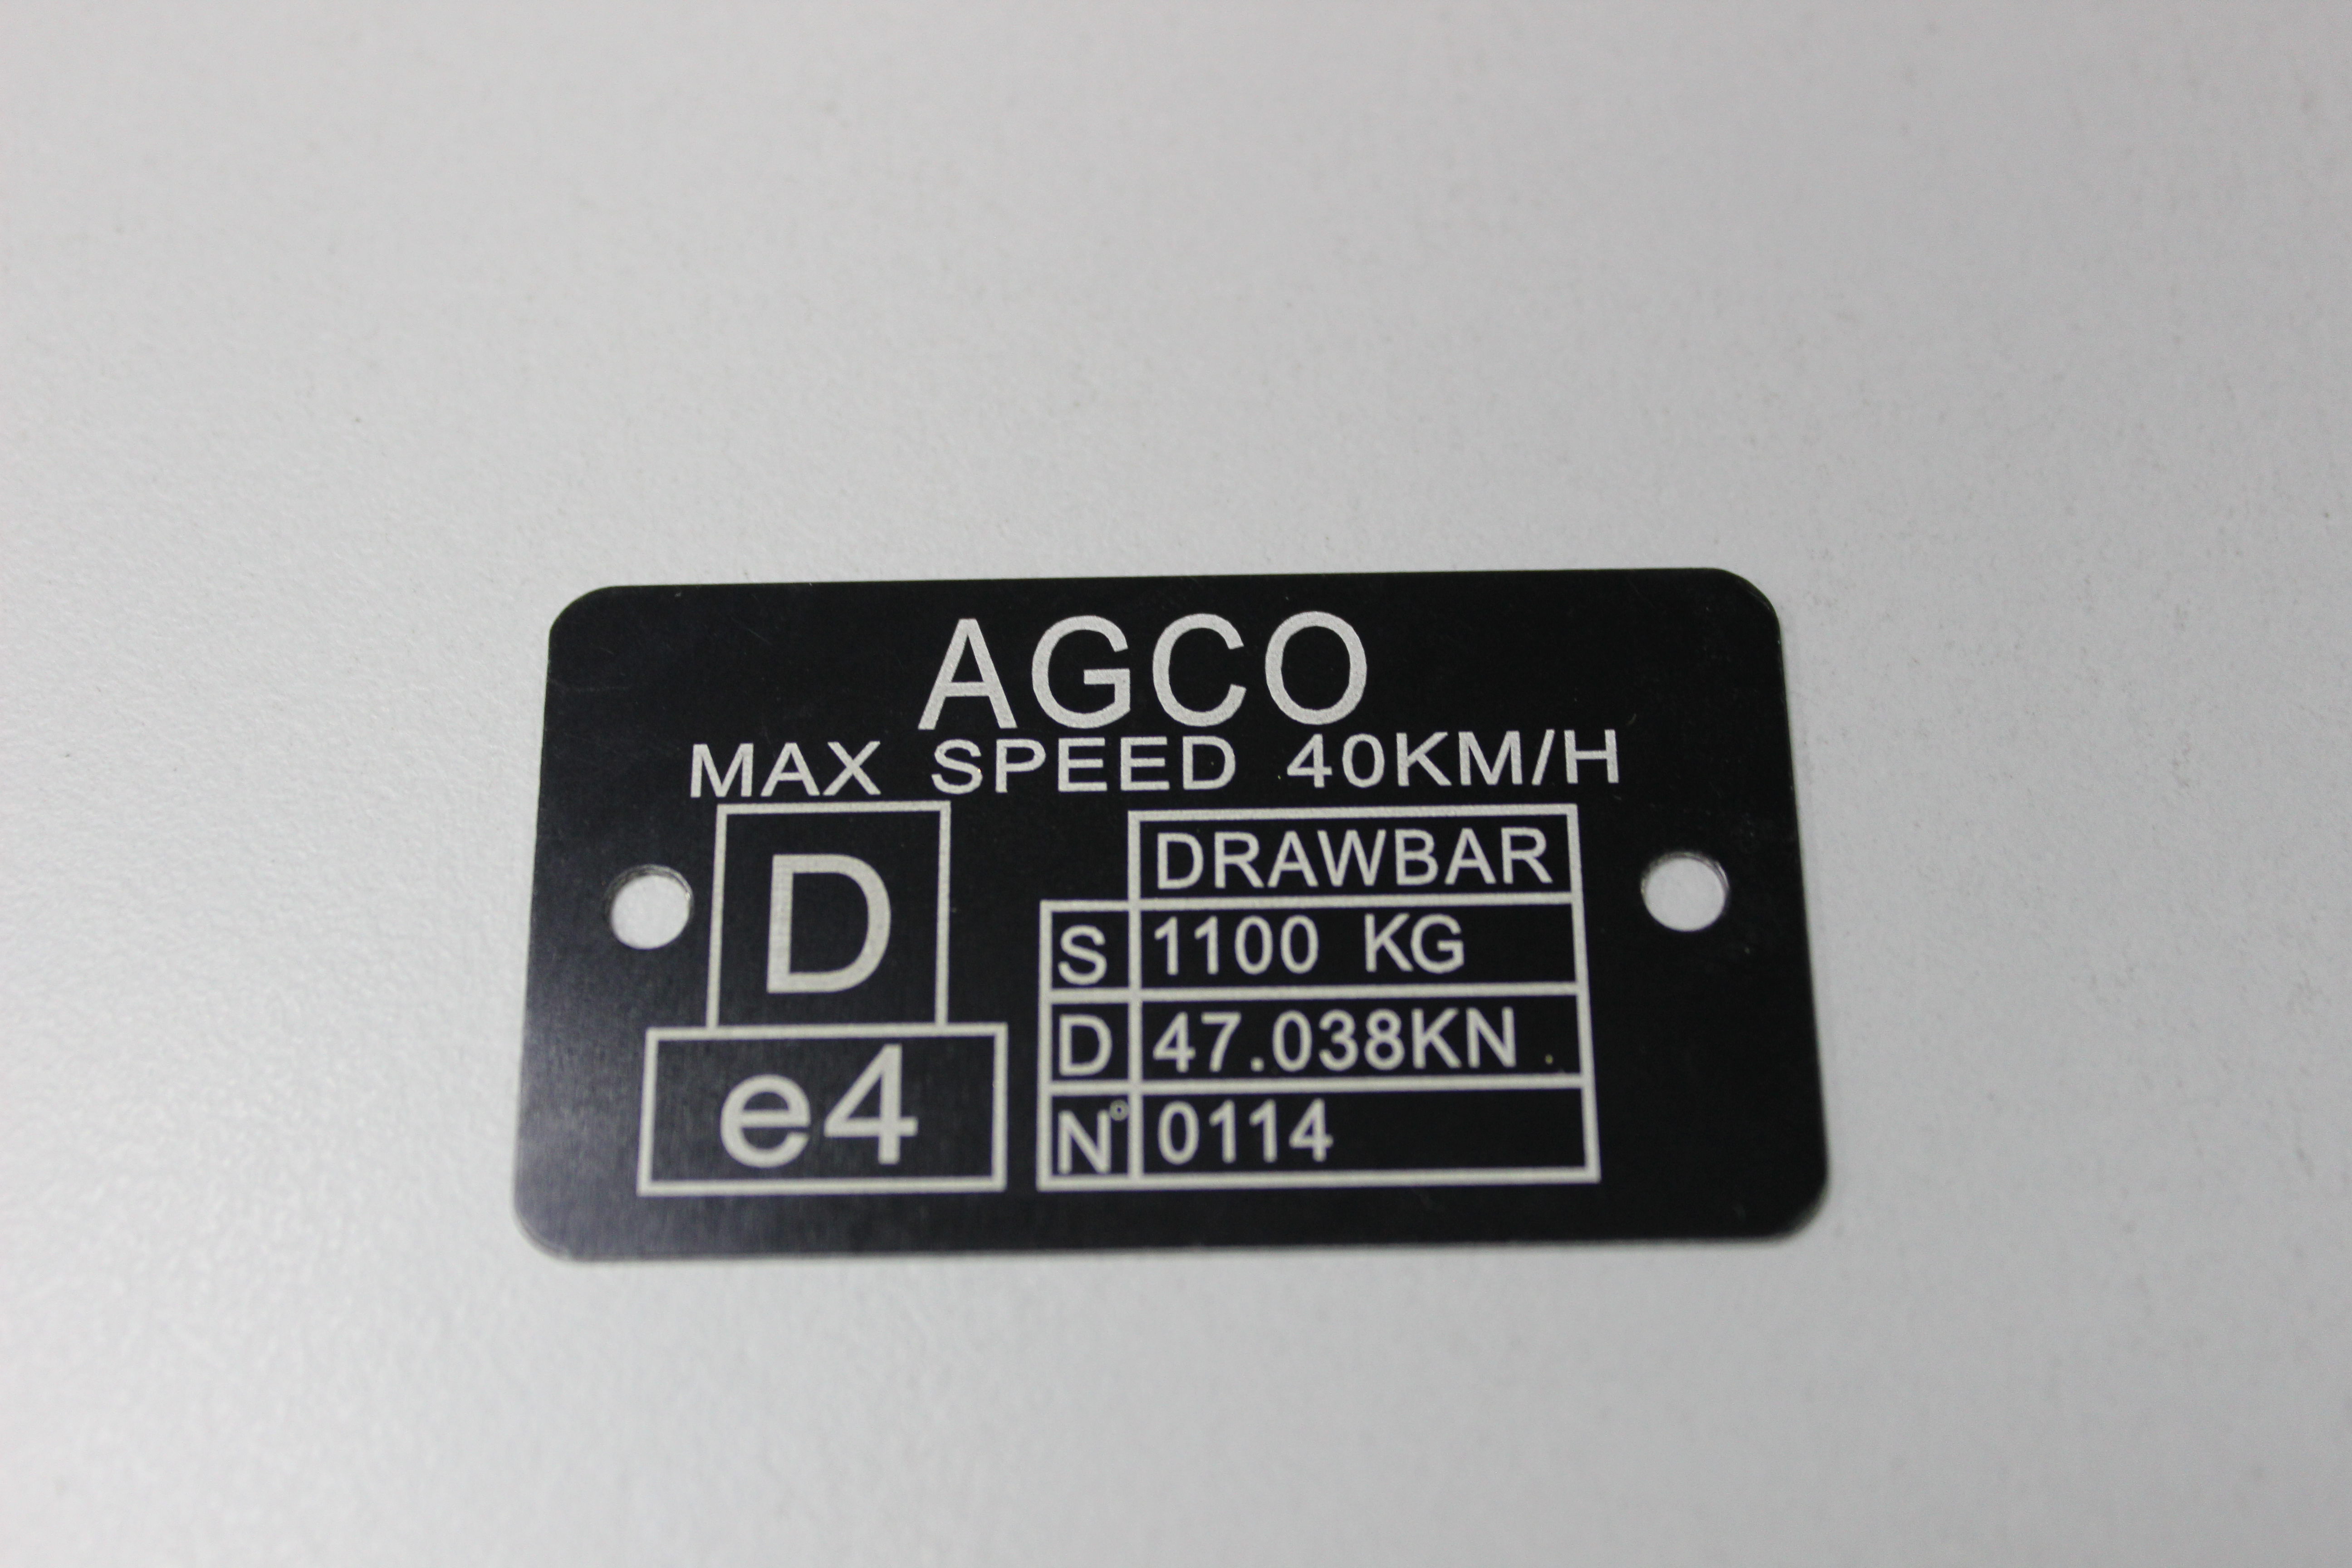 AGCO
MAX SPEED 40KM/H
D
e4
DRAWBAR
S 1100 KG
D 47.038KN
N° 0114